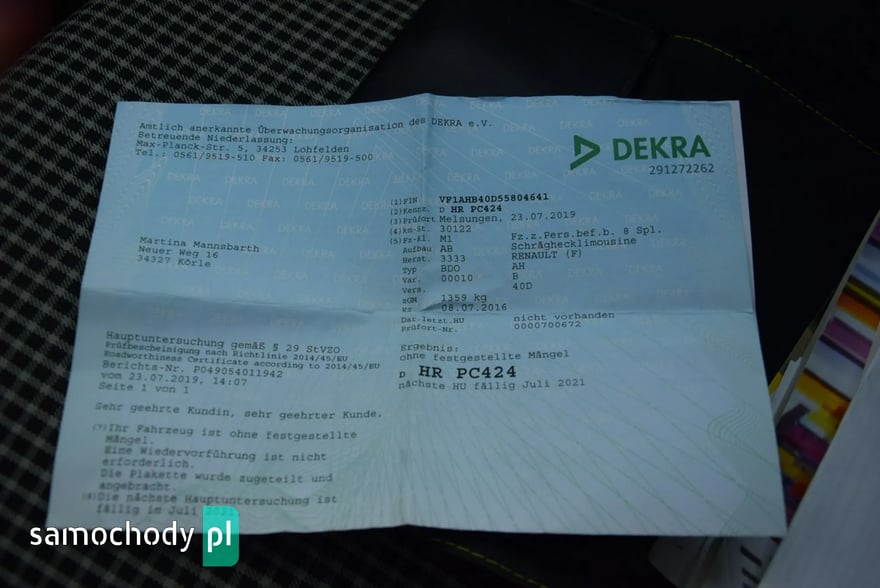 Amtlich anerkannte Überwachungsorganisation des DEKRA e.V.
Betreuende Niederlassung:
Max-Planck-Str. 5, 34253 Lohfelden
Tel.: 0561/9519-510 Fax: 0561/9519-500
DEKRA
291272262
(1)FIN VF1AHB40D55804641
(2)Kennz. D HR PC424
(3)Prüfort Melsungen, 23.07.2019
(4)km-St. 30122 Fz.z.Pers.bef.b. 8 Spl.
(5)Fz-Kl. M1 Schräghecklimousine
Aufbau AB RENAULT (F)
Herst. 3333 AH
Typ BDO B
Var. 00010 40D
Vers.
zGM 1359 kg
EZ 08.07.2016
Dat-letzt.HU nicht vorhanden
Prüfort-Nr. 0000700672
Martina Mannsbarth
Neuer Weg 16
34327 Körle
Hauptuntersuchung gemäß § 29 StVZO
Prüfbescheinigung nach Richtlinie 2014/45/EU
Roadworthiness Certificate according to 2014/45/EU
Berichts-Nr. P049054011942
vom 23.07.2019, 14:07
Seite 1 von 1
Ergebnis:
ohne festgestellte Mängel
D HR PC424
nächste HU fällig Juli 2021
Sehr geehrte Kundin, sehr geehrter Kunde,
(7)Ihr Fahrzeug ist ohne festgestellte
Mängel.
Eine Wiedervorführung ist nicht
erforderlich.
Die Plakette wurde zugeteilt und
angebracht.
(8)Die nächste Hauptuntersuchung ist
fällig im Juli 2021
samochody pl